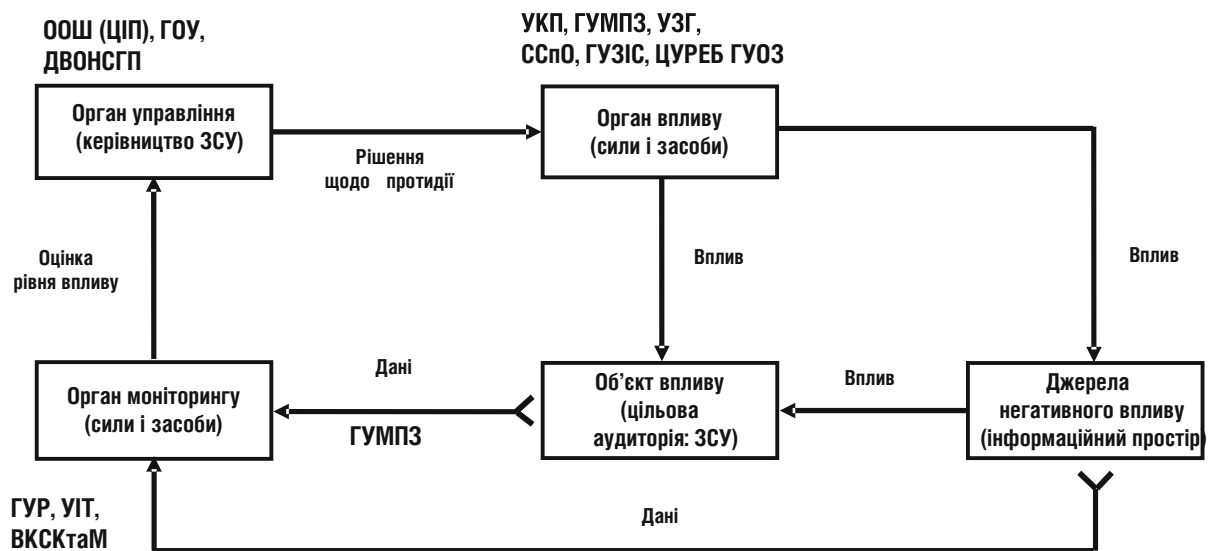 ООШ (ЦІП), ГОУ,
ДВОНСГП
УКП, ГУМПЗ, УЗГ,
ССпО, ГУЗІС, ЦУРЕБ ГУОЗ
Орган управління
(керівництво ЗСУ)
Рішення
щодо протидії
Орган впливу
(сили і засоби)
Оцінка
рівня впливу
Вплив
Вплив
Орган моніторингу
(сили і засоби)
Дані
ГУМПЗ
Об’єкт впливу
(цільова
аудиторія: ЗСУ)
Вплив
Джерела
негативного впливу
(інформаційний простір)
ГУР, УІТ,
ВКСКтаМ
Дані